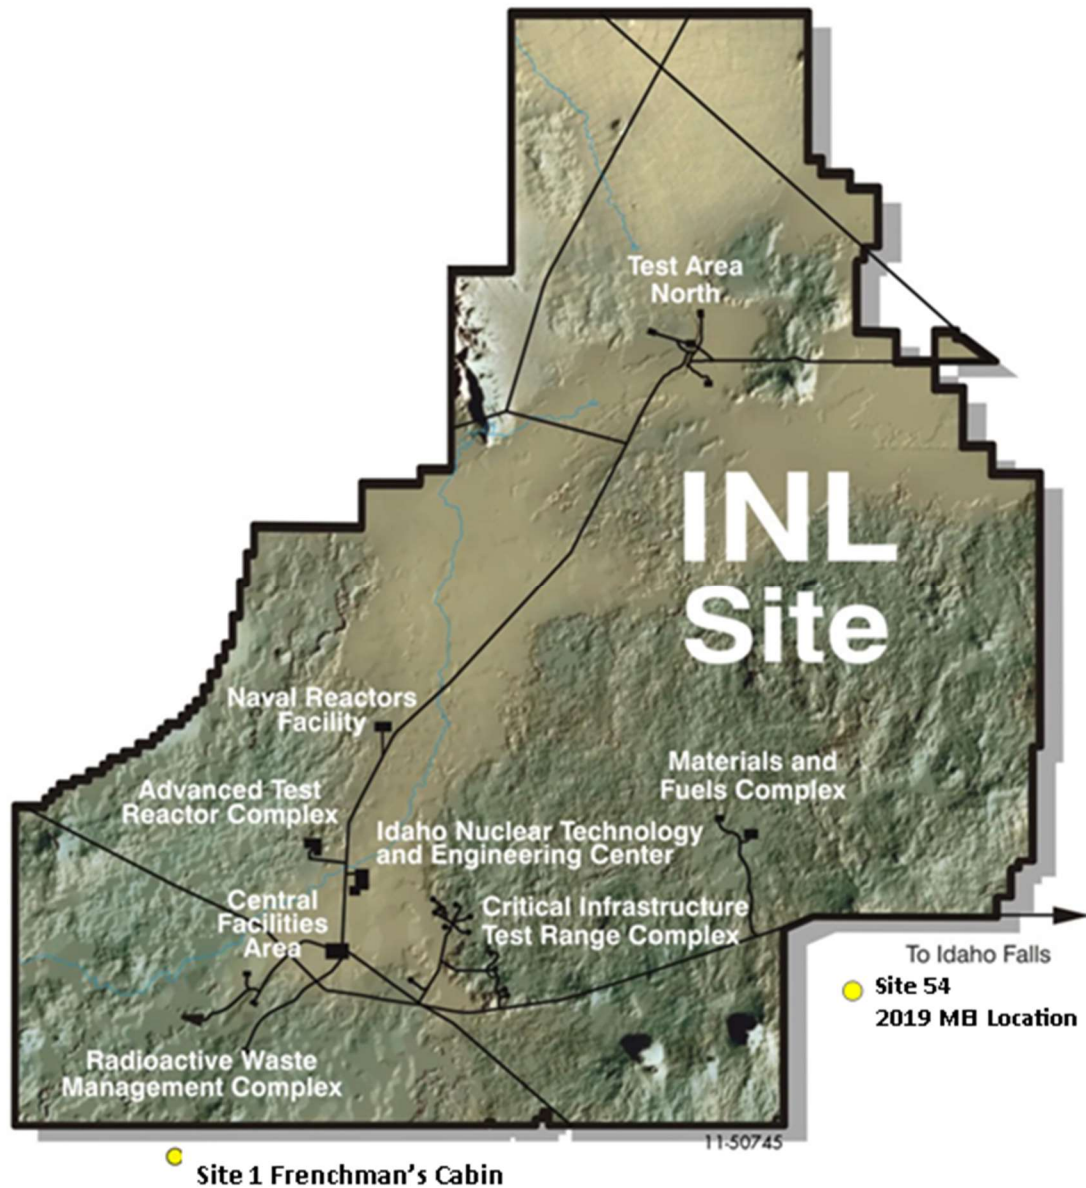 Test Area
North
INL
Site
Naval Reactors
Facility
Materials and
Fuels Complex
Advanced Test
Reactor Complex
Idaho Nuclear Technology
and Engineering Center
Central
Facilities
Area
Critical Infrastructure
Test Range Complex
To Idaho Falls
Site 54
2019 MEI Location
Radioactive Waste
Management Complex
11-50745
Site 1 Frenchman's Cabin